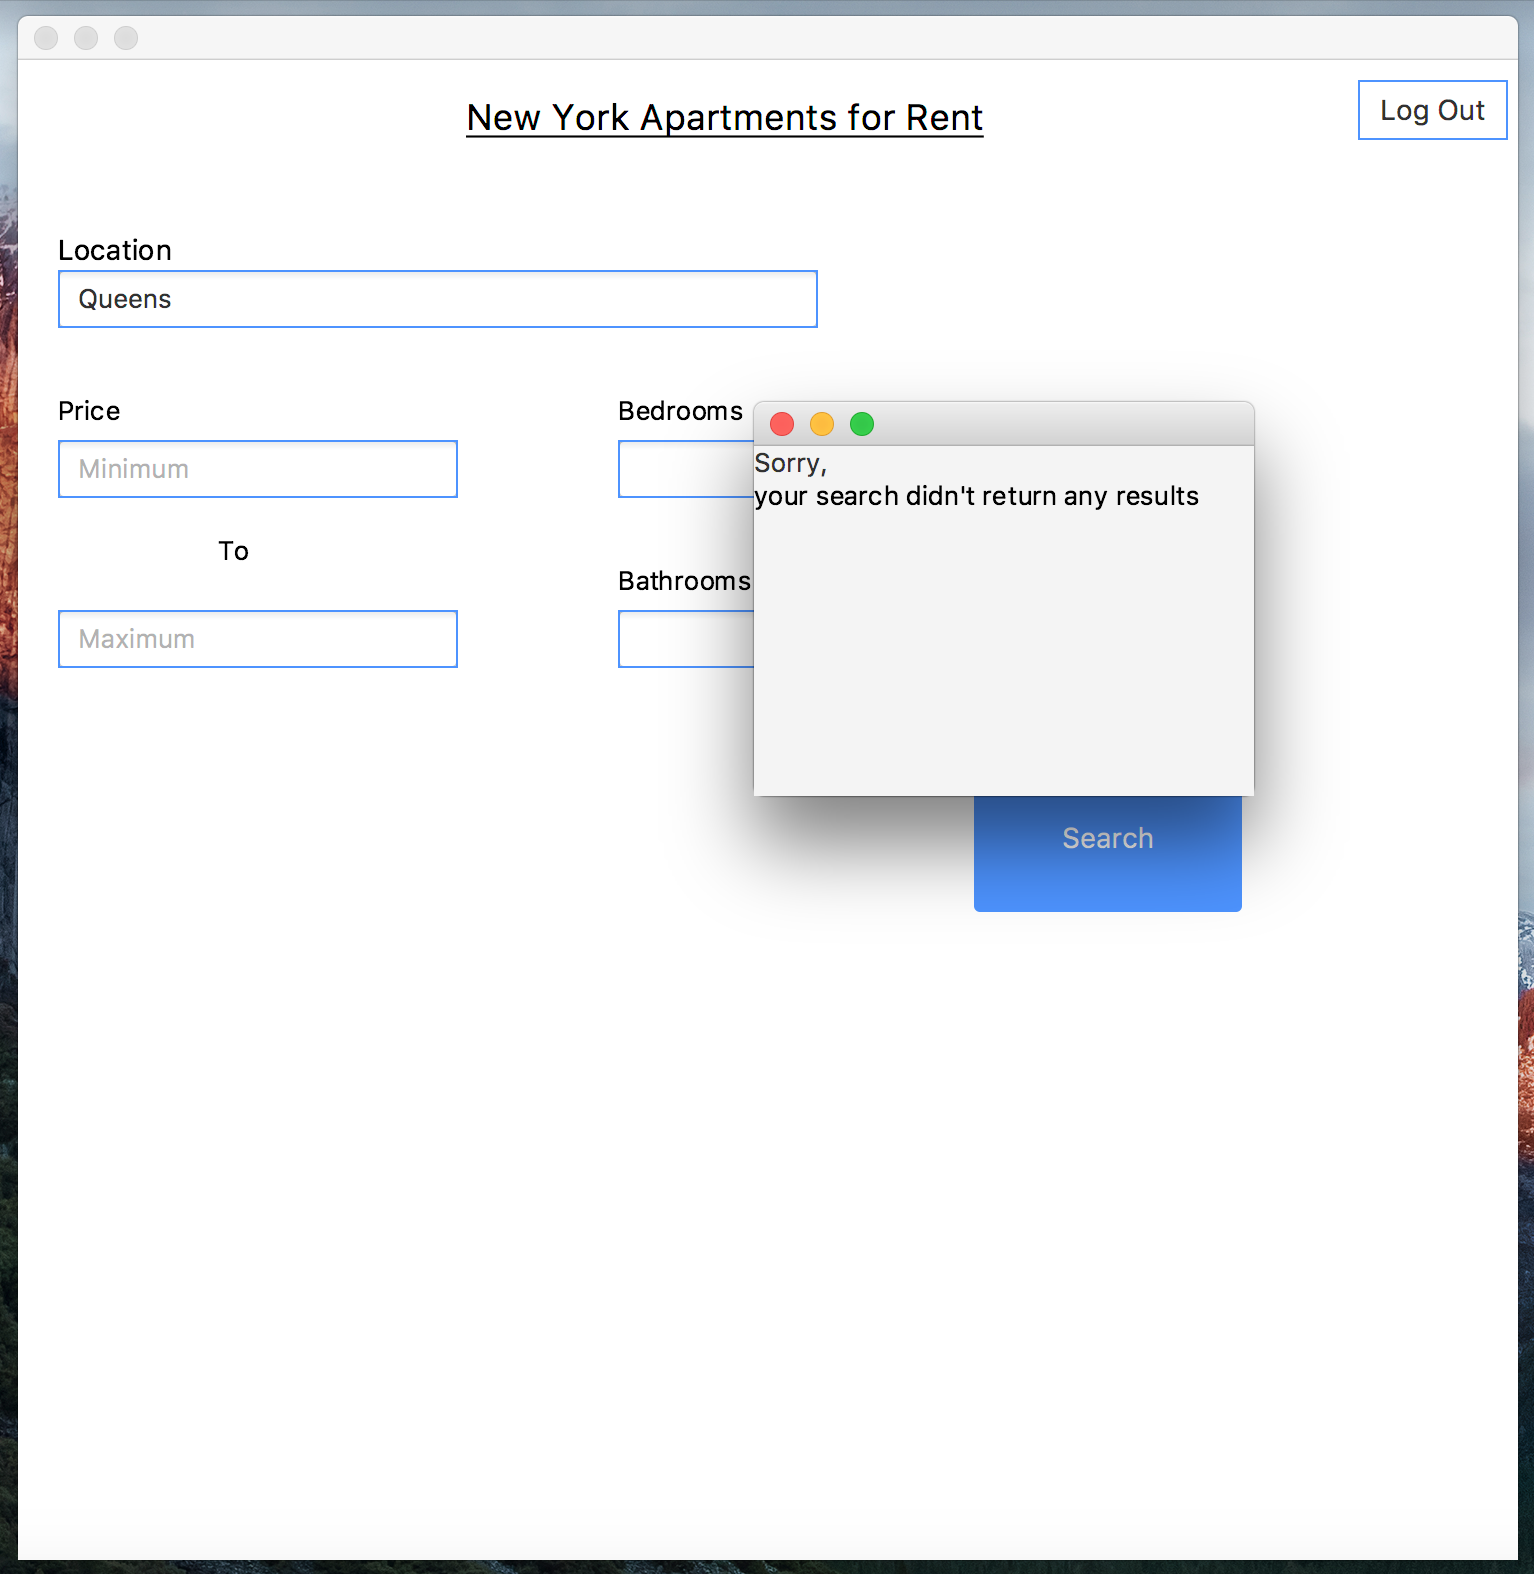 New York Apartments for Rent
Log Out
Location
Queens
Price
Bedrooms
Minimum
Sorry,
your search didn't return any results
To
Bathrooms
Maximum
Search